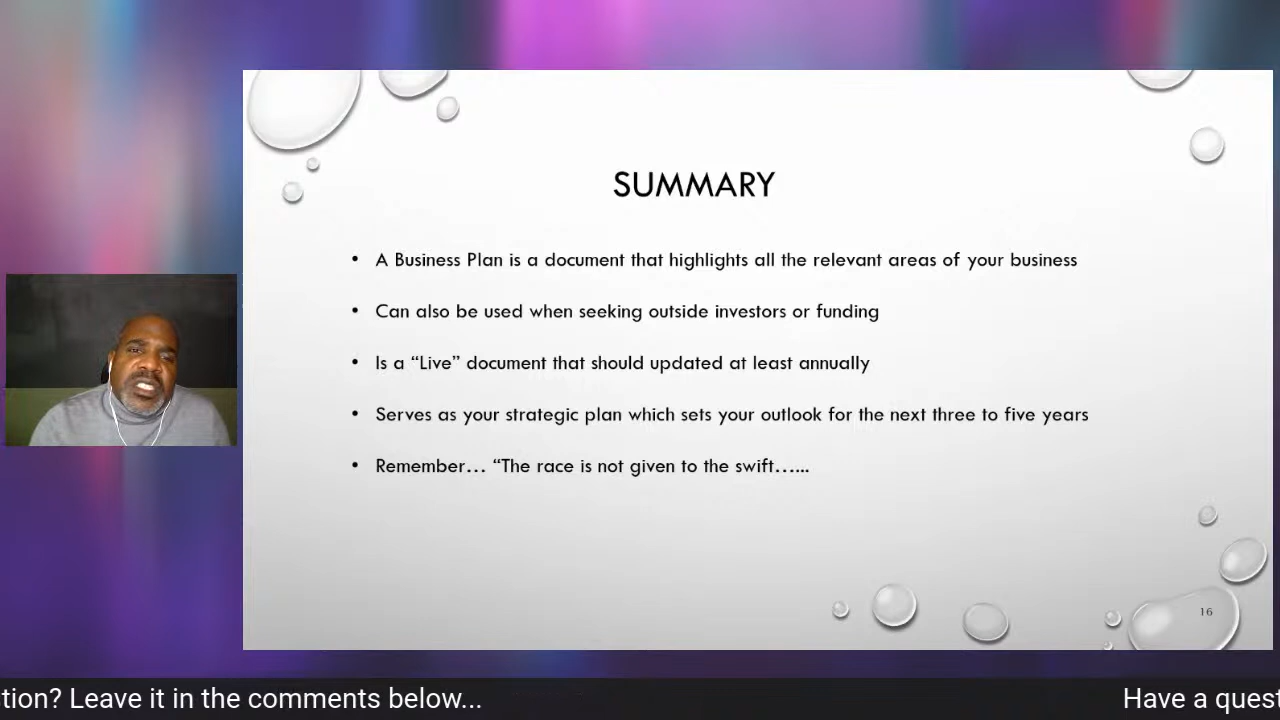 SUMMARY
• A Business Plan is a document that highlights all the relevant areas of your business
• Can also be used when seeking outside investors or funding
• Is a “Live” document that should updated at least annually
• Serves as your strategic plan which sets your outlook for the next three to five years
• Remember… “The race is not given to the swift…...
16
tion? Leave it in the comments below...
Have a quest